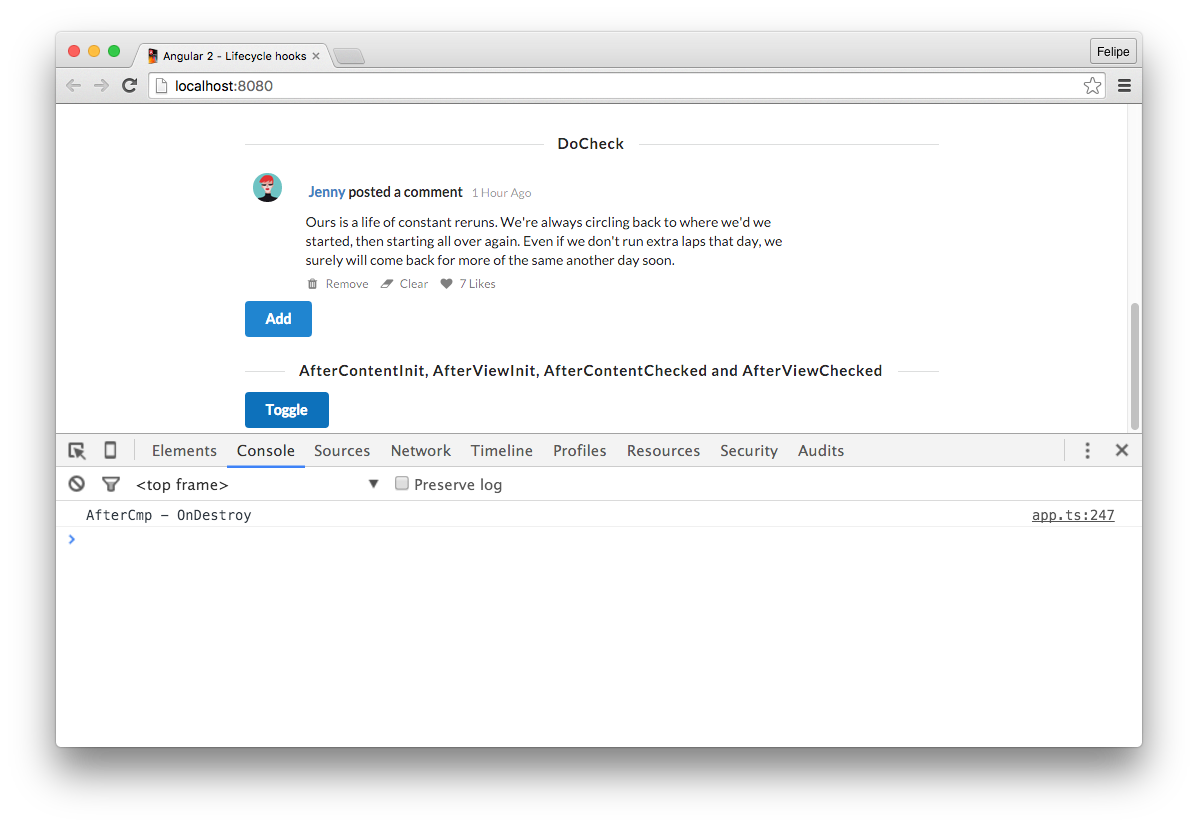 Angular 2 - Lifecycle hooks
Felipe
localhost:8080
DoCheck
Jenny posted a comment 1 Hour Ago
Ours is a life of constant reruns. We're always circling back to where we'd we
started, then starting all over again. Even if we don't run extra laps that day, we
surely will come back for more of the same another day soon.
Remove Clear 7 Likes
Add
AfterContentInit, AfterViewInit, AfterContentChecked and AfterViewChecked
Toggle
Elements Console Sources Network Timeline Profiles Resources Security Audits
<top frame> Preserve log
AfterCmp – OnDestroy app.ts:247